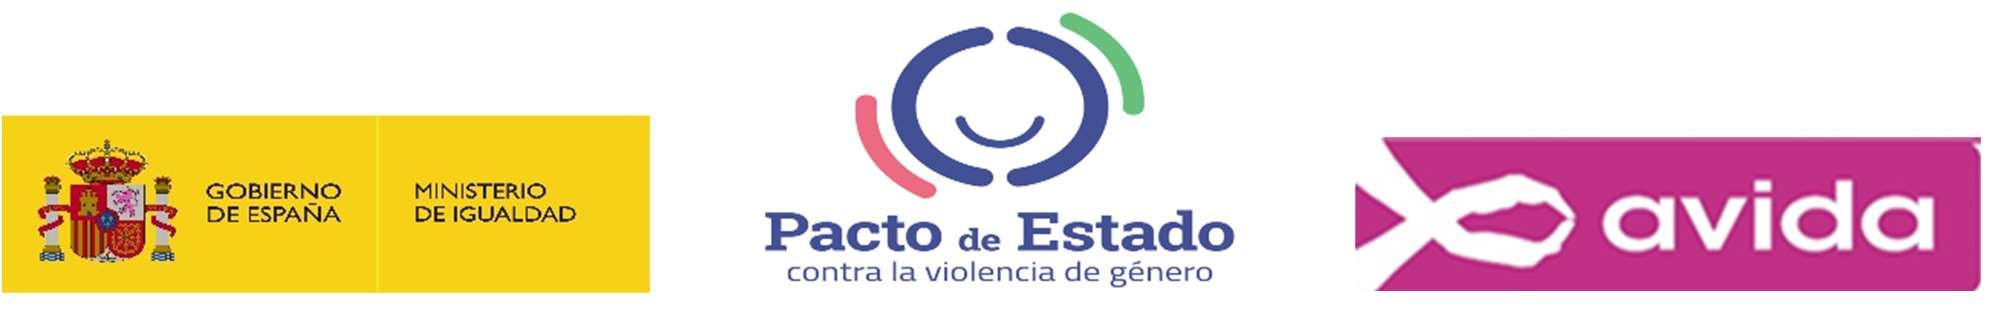 GOBIERNO
DE ESPAÑA
MINISTERIO
DE IGUALDAD
Pacto de Estado
contra la violencia de género
avida